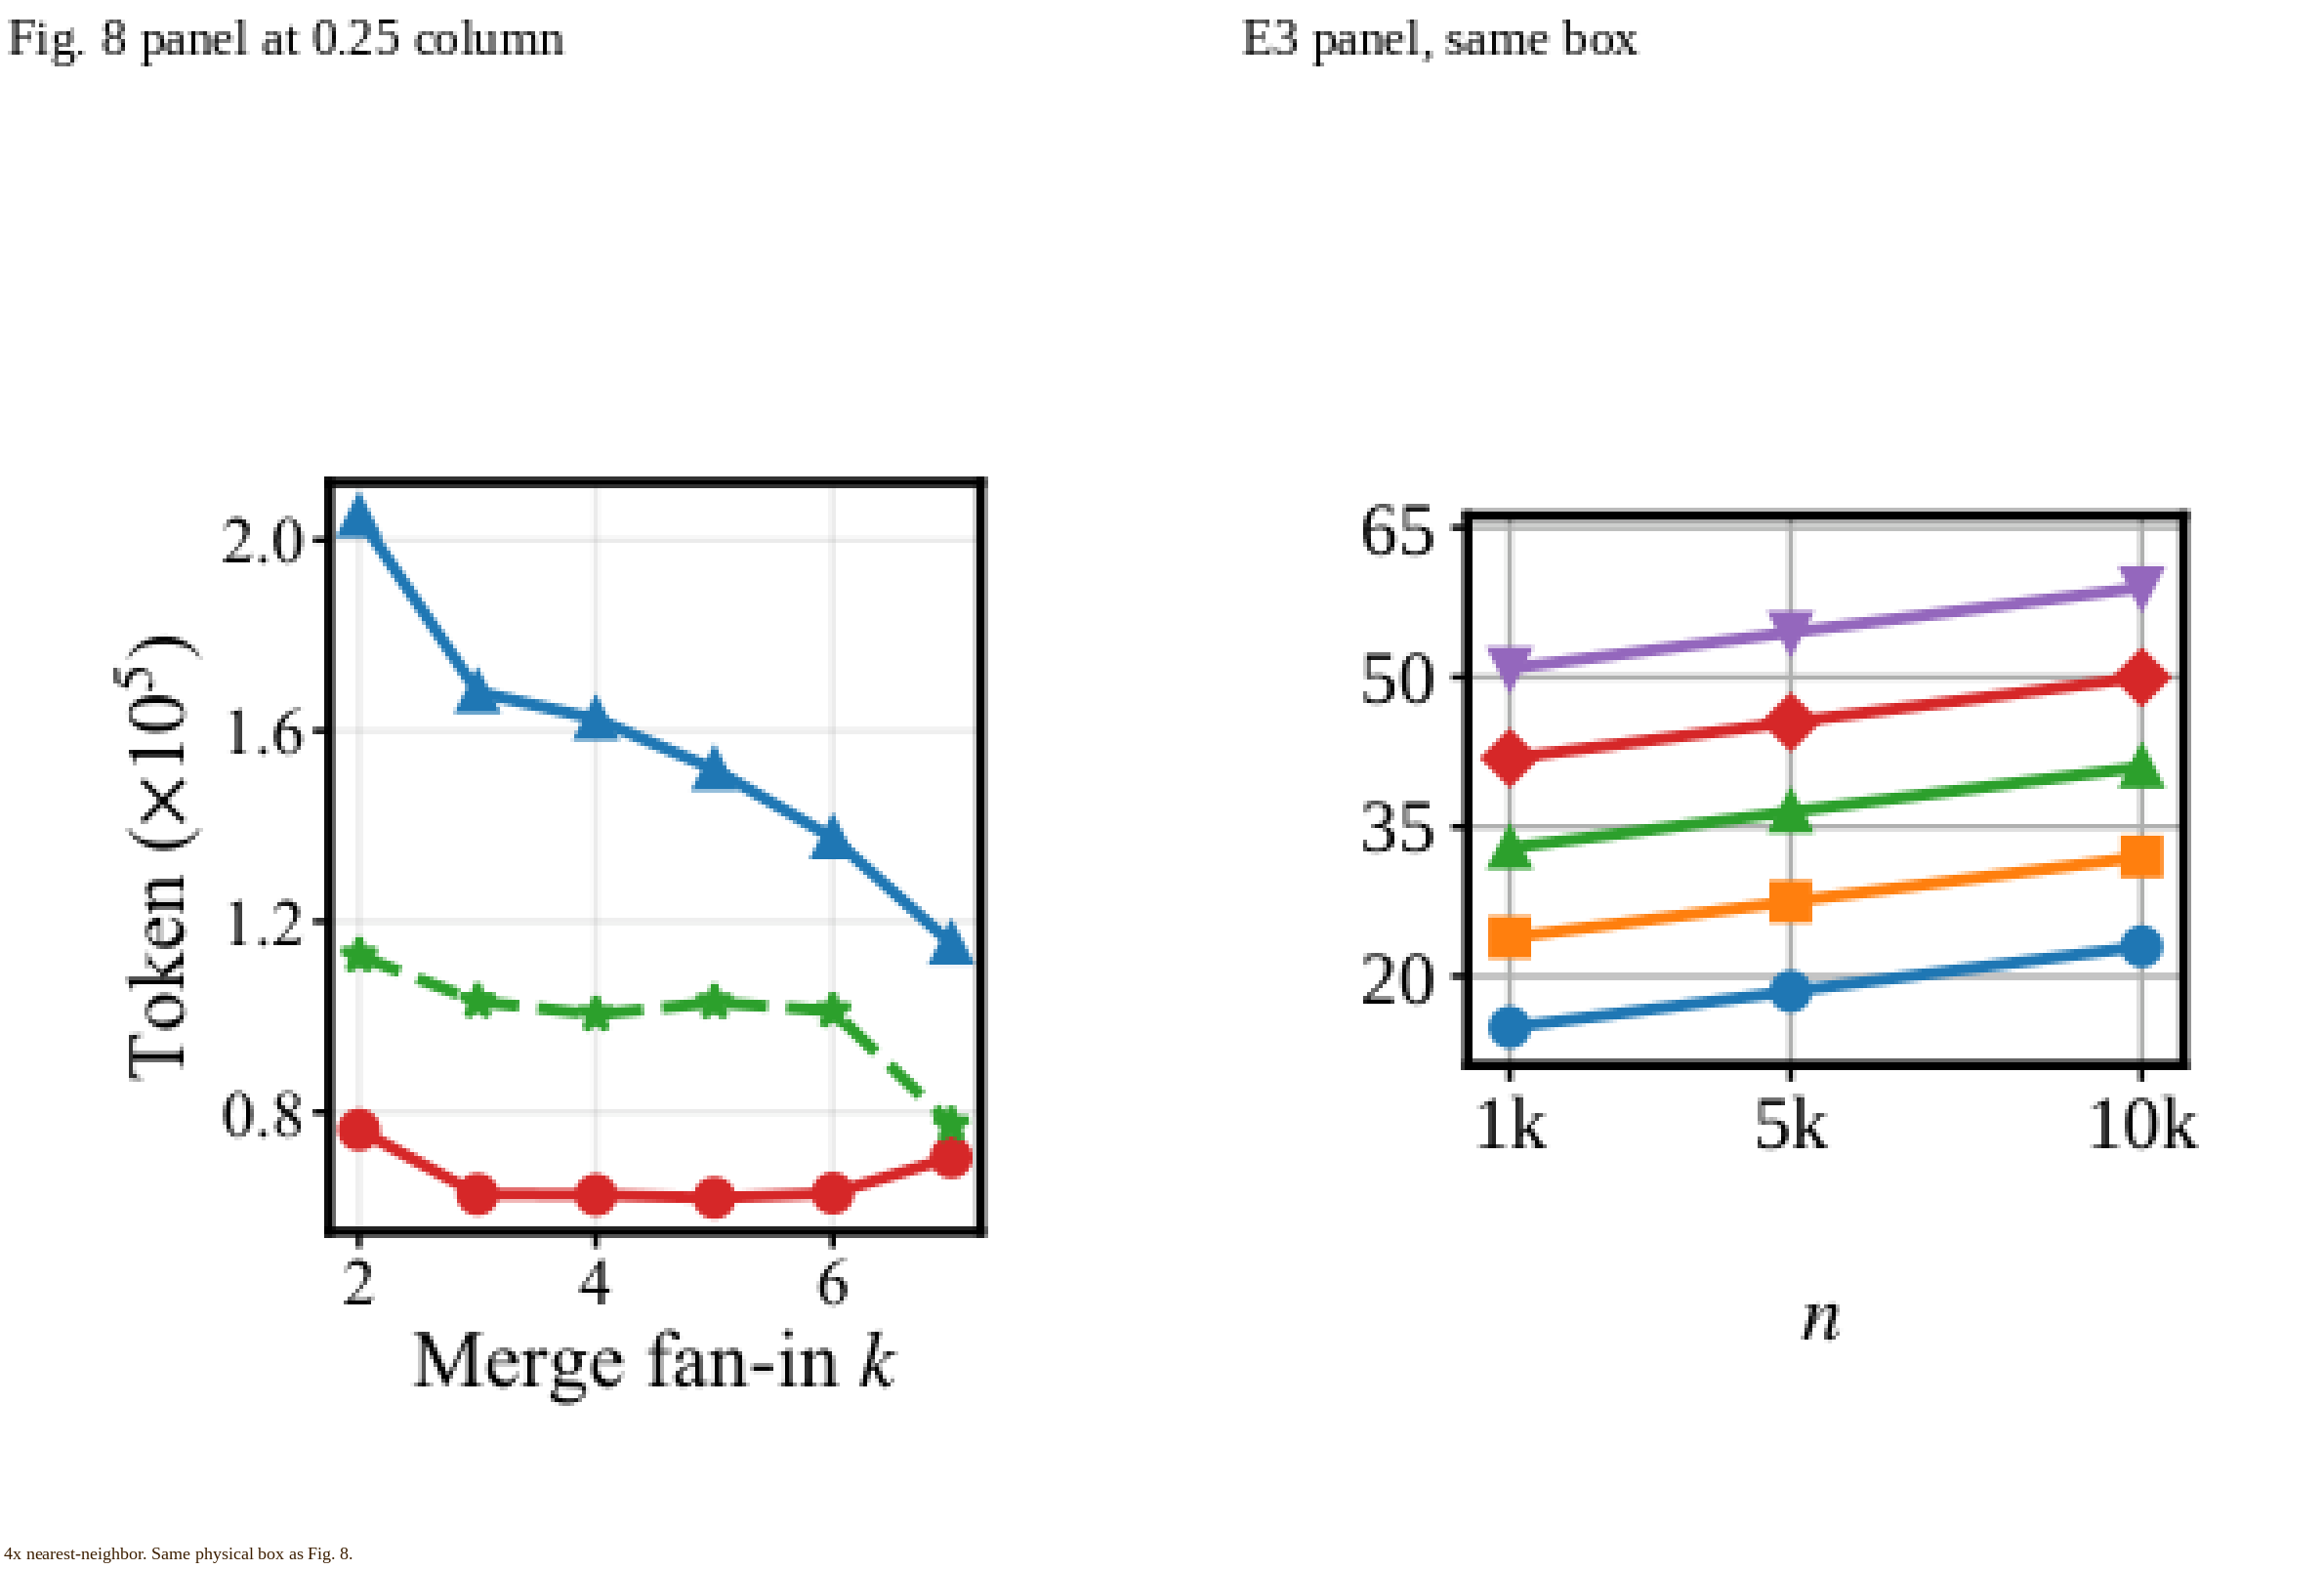 Fig. 8 panel at 0.25 column
E3 panel, same box
Token (×10⁵)
2.0
1.6
1.2
0.8
2 4 6
Merge fan-in k
65
50
35
20
1k 5k 10k
n
4x nearest-neighbor. Same physical box as Fig. 8.